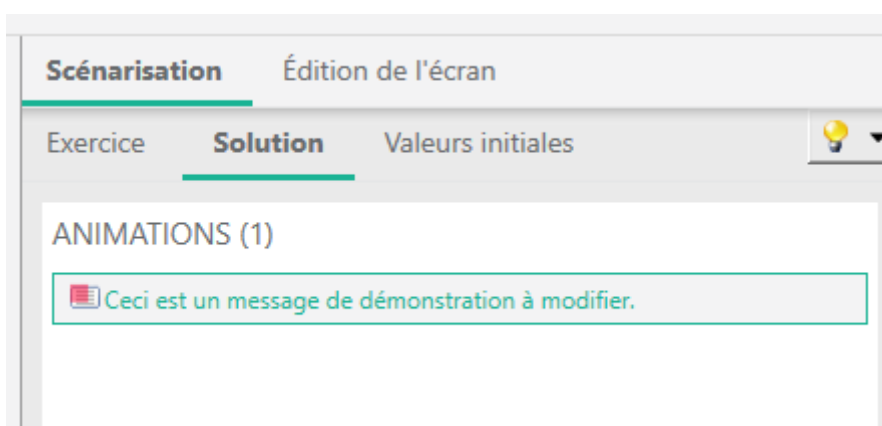 Scénarisation Édition de l'écran
Exercice Solution Valeurs initiales
ANIMATIONS (1)
Ceci est un message de démonstration à modifier.